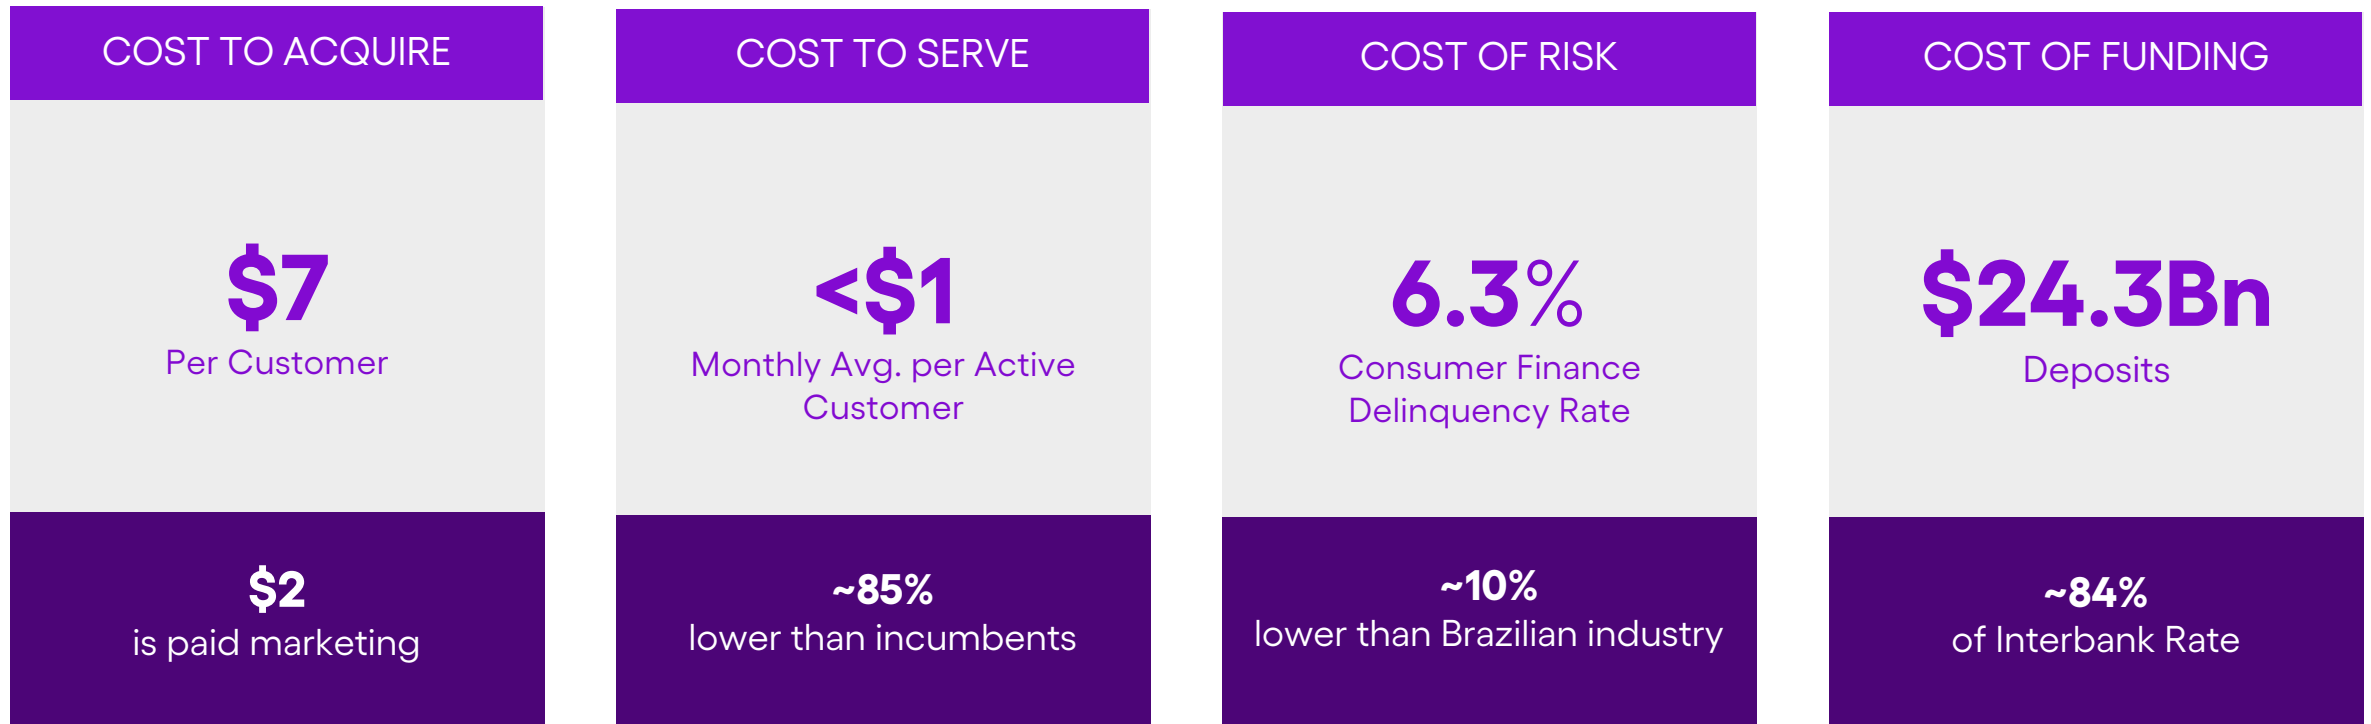 COST TO ACQUIRE
$7
Per Customer
$2
is paid marketing
COST TO SERVE
<$1
Monthly Avg. per Active
Customer
~85%
lower than incumbents
COST OF RISK
6.3%
Consumer Finance
Delinquency Rate
~10%
lower than Brazilian industry
COST OF FUNDING
$24.3Bn
Deposits
~84%
of Interbank Rate